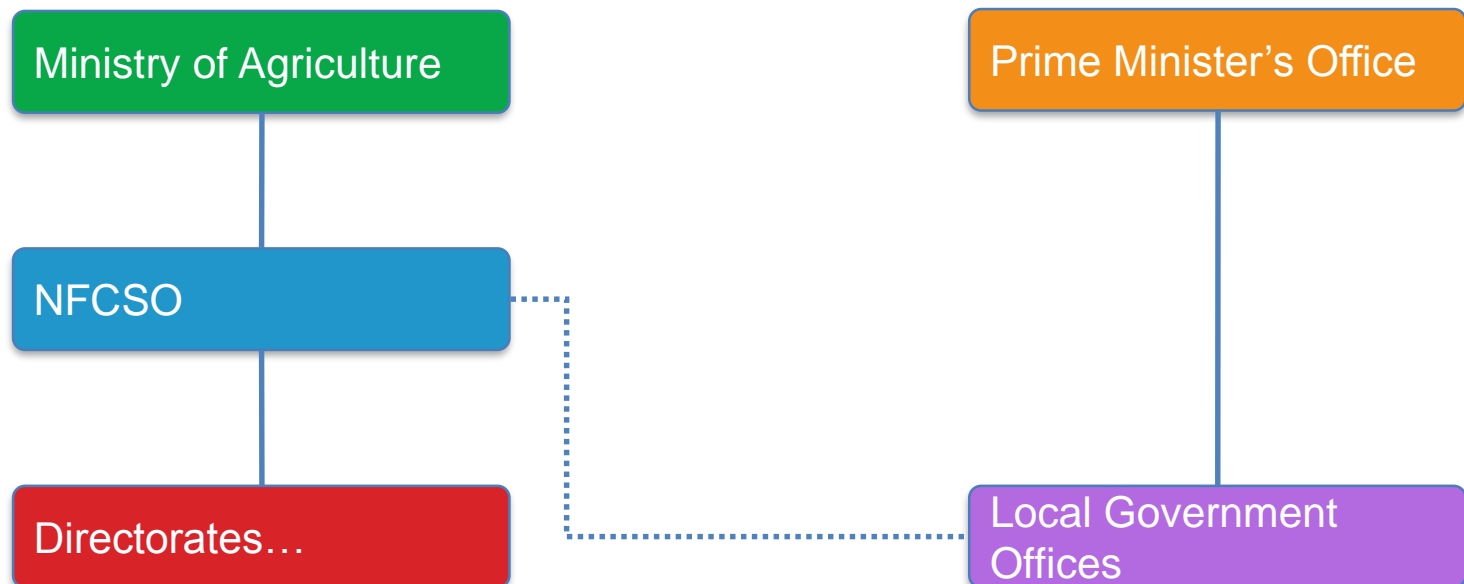 Ministry of Agriculture
Prime Minister’s Office
NFCSO
Directorates…
Local Government
Offices